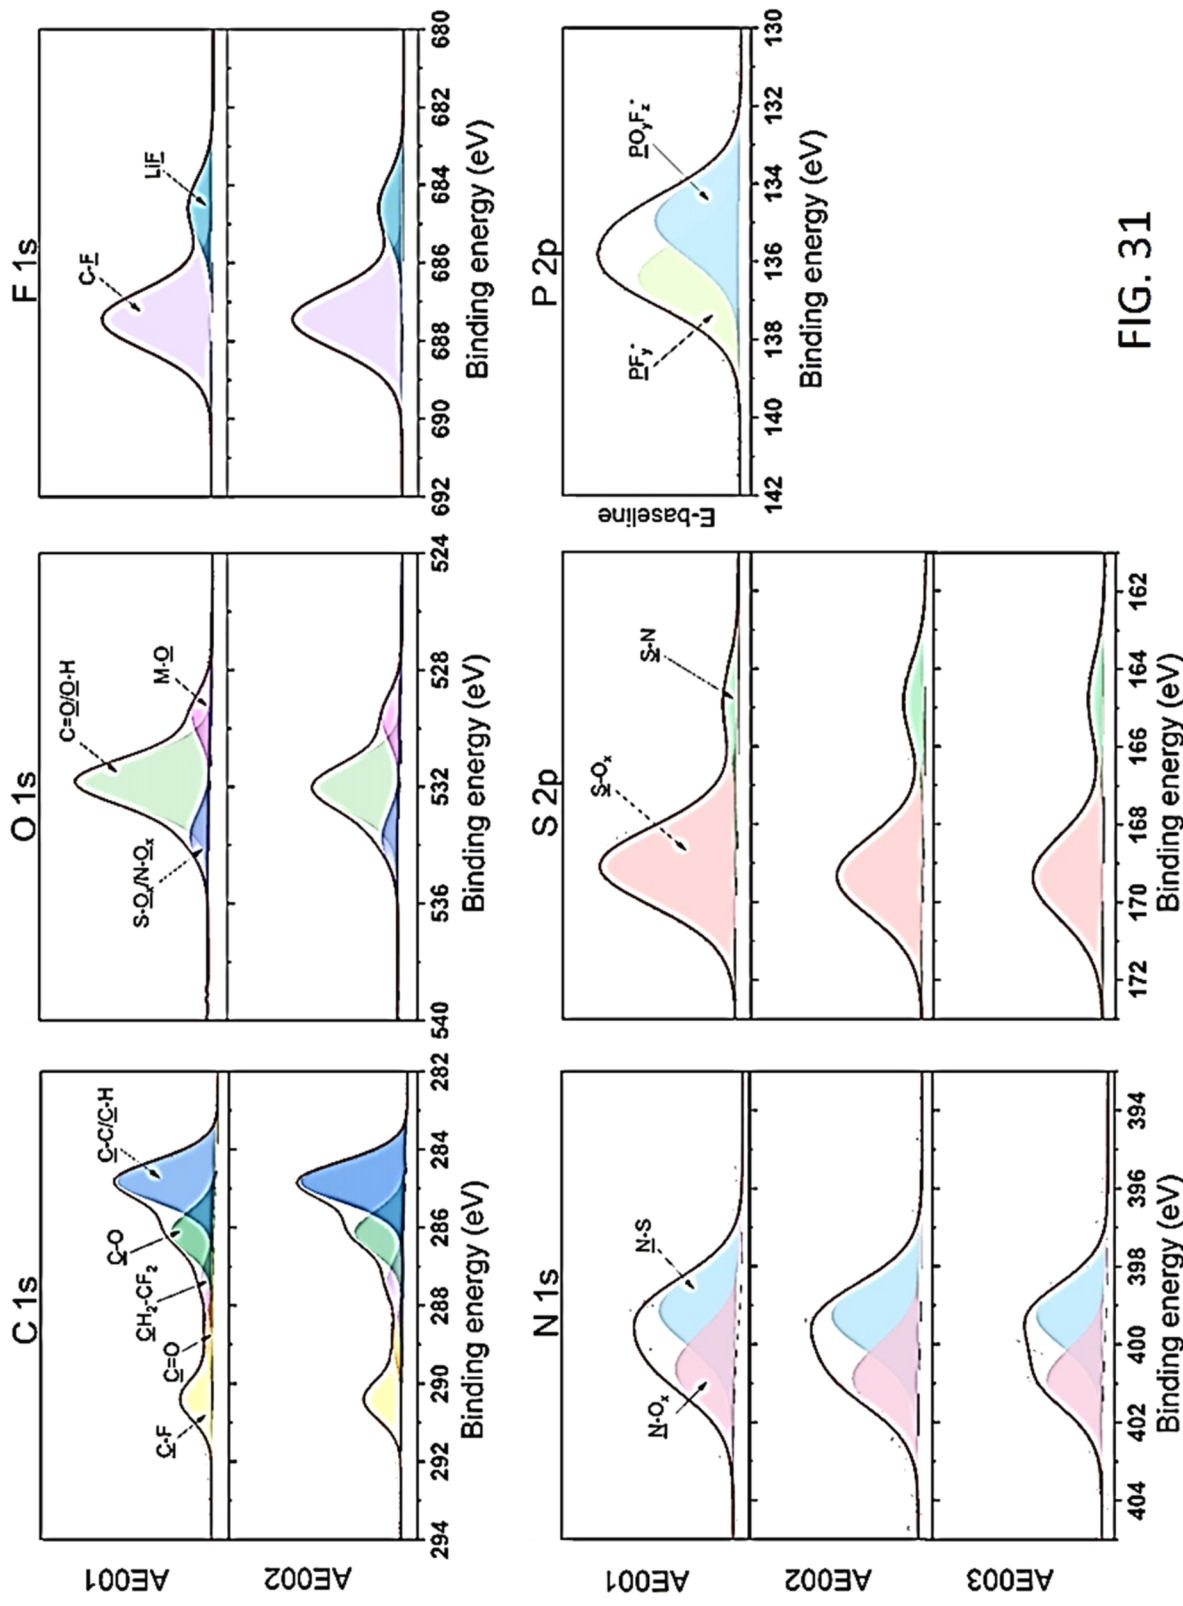 C 1s
AE001
C-F
C=O
CH₂-CF₂
C-O
C-C/C-H
AE002
294 292 290 288 286 284 282
Binding energy (eV)
O 1s
S-Oₓ/N-Oₓ
C=O/O-H
M-O
540 536 532 528 524
Binding energy (eV)
F 1s
C-F
LiF
692 690 688 686 684 682 680
Binding energy (eV)
N 1s
AE001
N-Oₓ
N-S
AE002
AE003
404 402 400 398 396 394
Binding energy (eV)
S 2p
S-Oₓ
S-N
172 170 168 166 164 162
Binding energy (eV)
P 2p
E-baseline
PFy-
POyFz-
142 140 138 136 134 132 130
Binding energy (eV)
FIG. 31